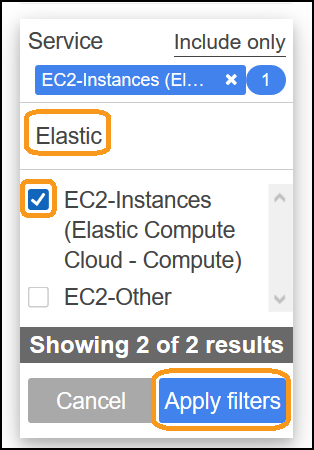 Service Include only
EC2-Instances (El... × 1
Elastic
EC2-Instances
(Elastic Compute
Cloud - Compute)
EC2-Other
Showing 2 of 2 results
Cancel Apply filters